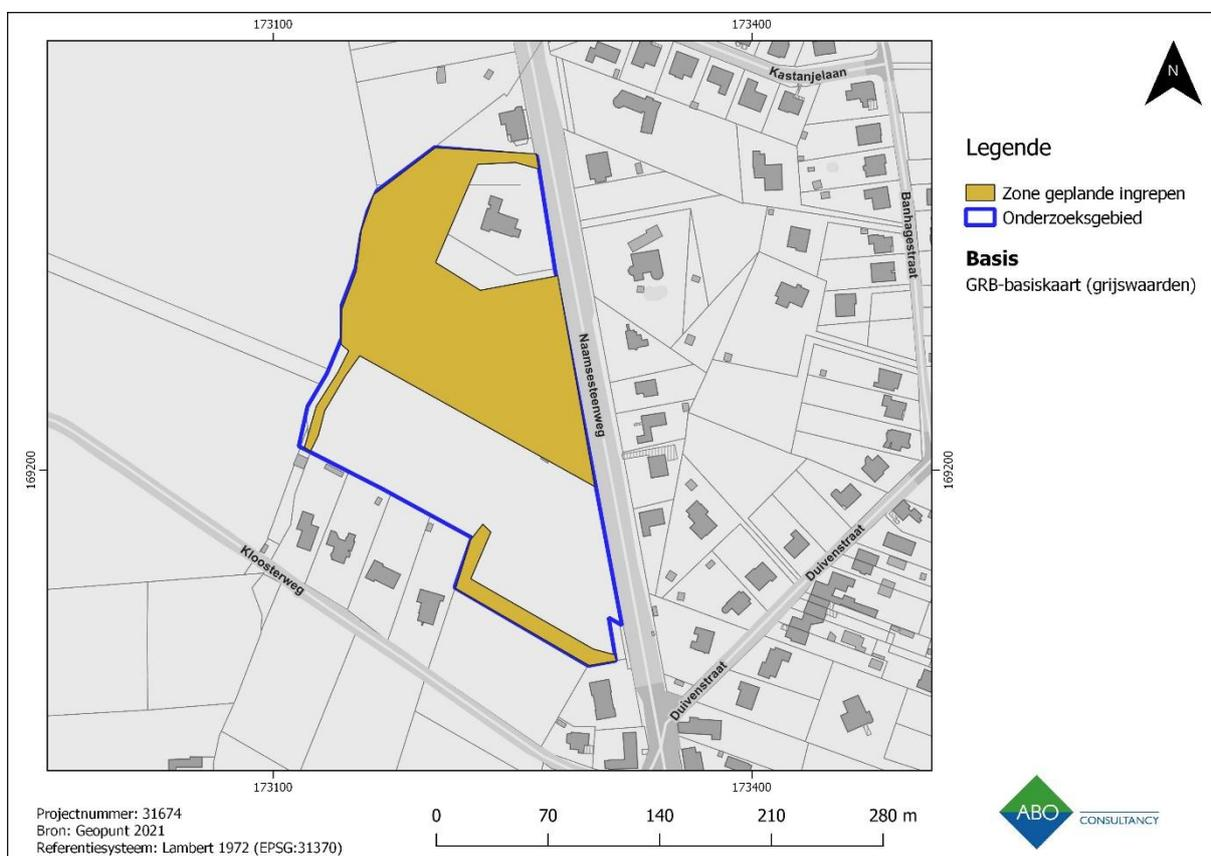 173100
173400
N
Kastanjelaan
Banhagestraat
Naamsesteenweg
169200
169200
Kloosterweg
Duivenstraat
Duivenstraat
173100
173400
Legende
Zone geplande ingrepen
Onderzoeksgebied
Basis
GRB-basiskaart (grijswaarden)
Projectnummer: 31674
Bron: Geopunt 2021
Referentiesysteem: Lambert 1972 (EPSG:31370)
0 70 140 210 280 m
ABO CONSULTANCY